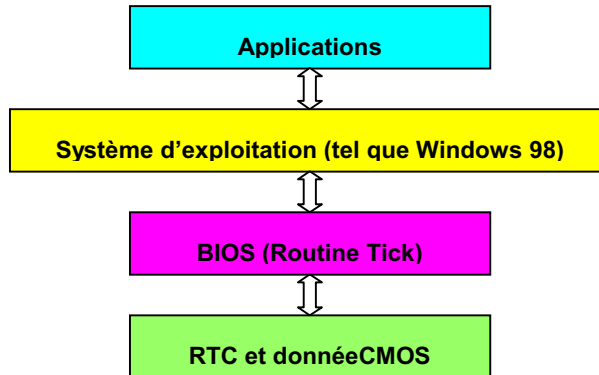 Applications
Système d'exploitation (tel que Windows 98)
BIOS (Routine Tick)
RTC et donnéeCMOS